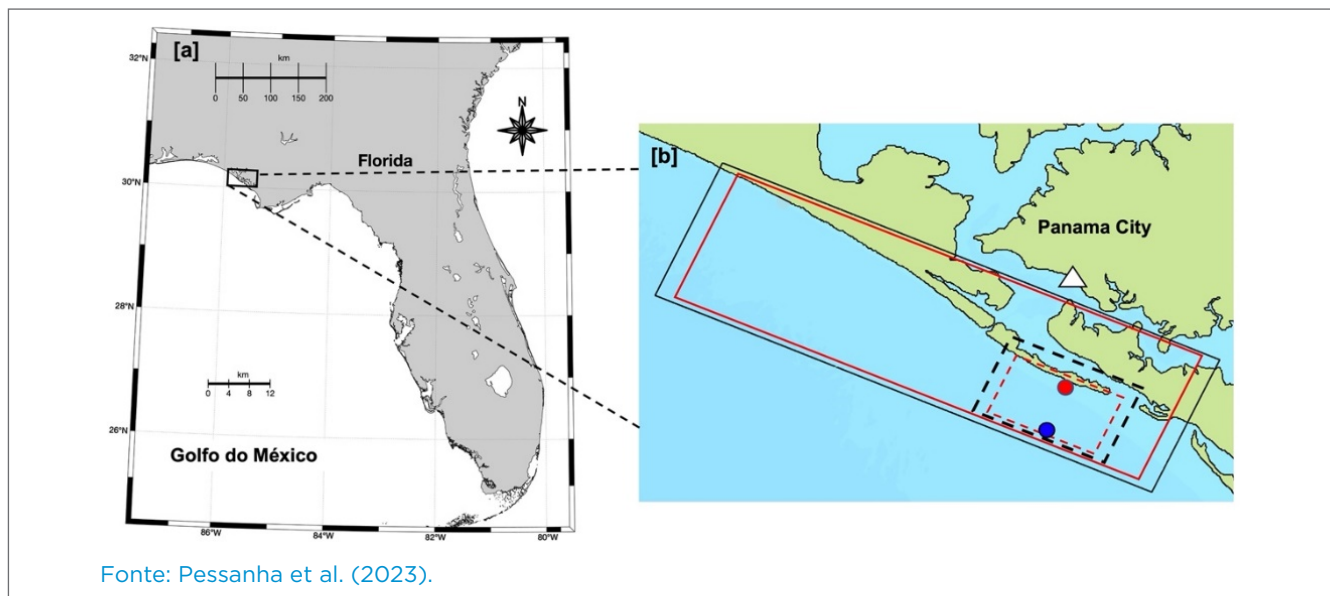 [a]
32°N
km
0 50 100 150 200
N
Florida
30°N
28°N
km
0 4 8 12
26°N
Golfo do México
86°W 84°W 82°W 80°W
[b]
Panama City
Fonte: Pessanha et al. (2023).